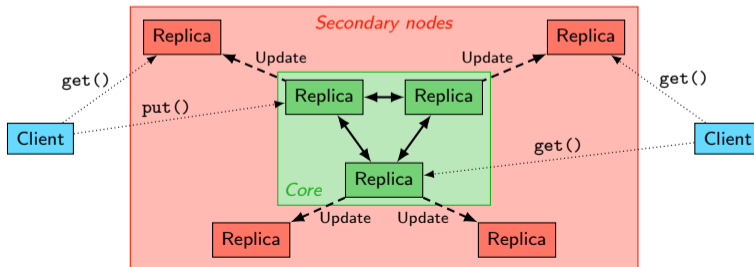 Secondary nodes
Replica
Replica
Update
Update
get()
get()
Replica
Replica
put()
Client
Client
get()
Replica
Core
Update
Update
Replica
Replica